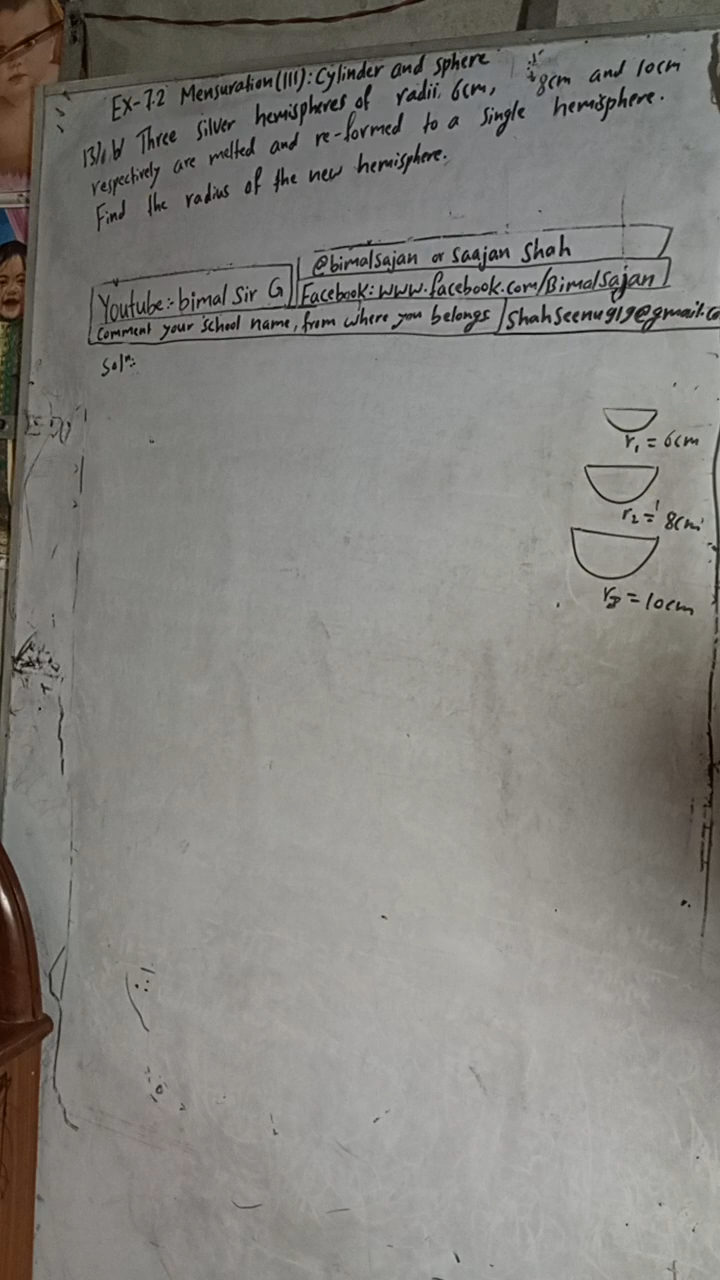 EX-7.2 Mensuration (III): Cylinder and sphere
Three silver hemispheres of radii 6cm, 8cm and 10cm
respectively are melted and re-formed to a single hemisphere.
Find the radius of the new hemisphere.
@bimalsajan or Saajan Shah
Youtube:- bimal Sir G
Facebook: www.facebook.com/Bimalsajan
Comment your school name, from where you belongs
Solⁿ:
r₁ = 6cm
r₂ = 8cm
r₃ = 10cm